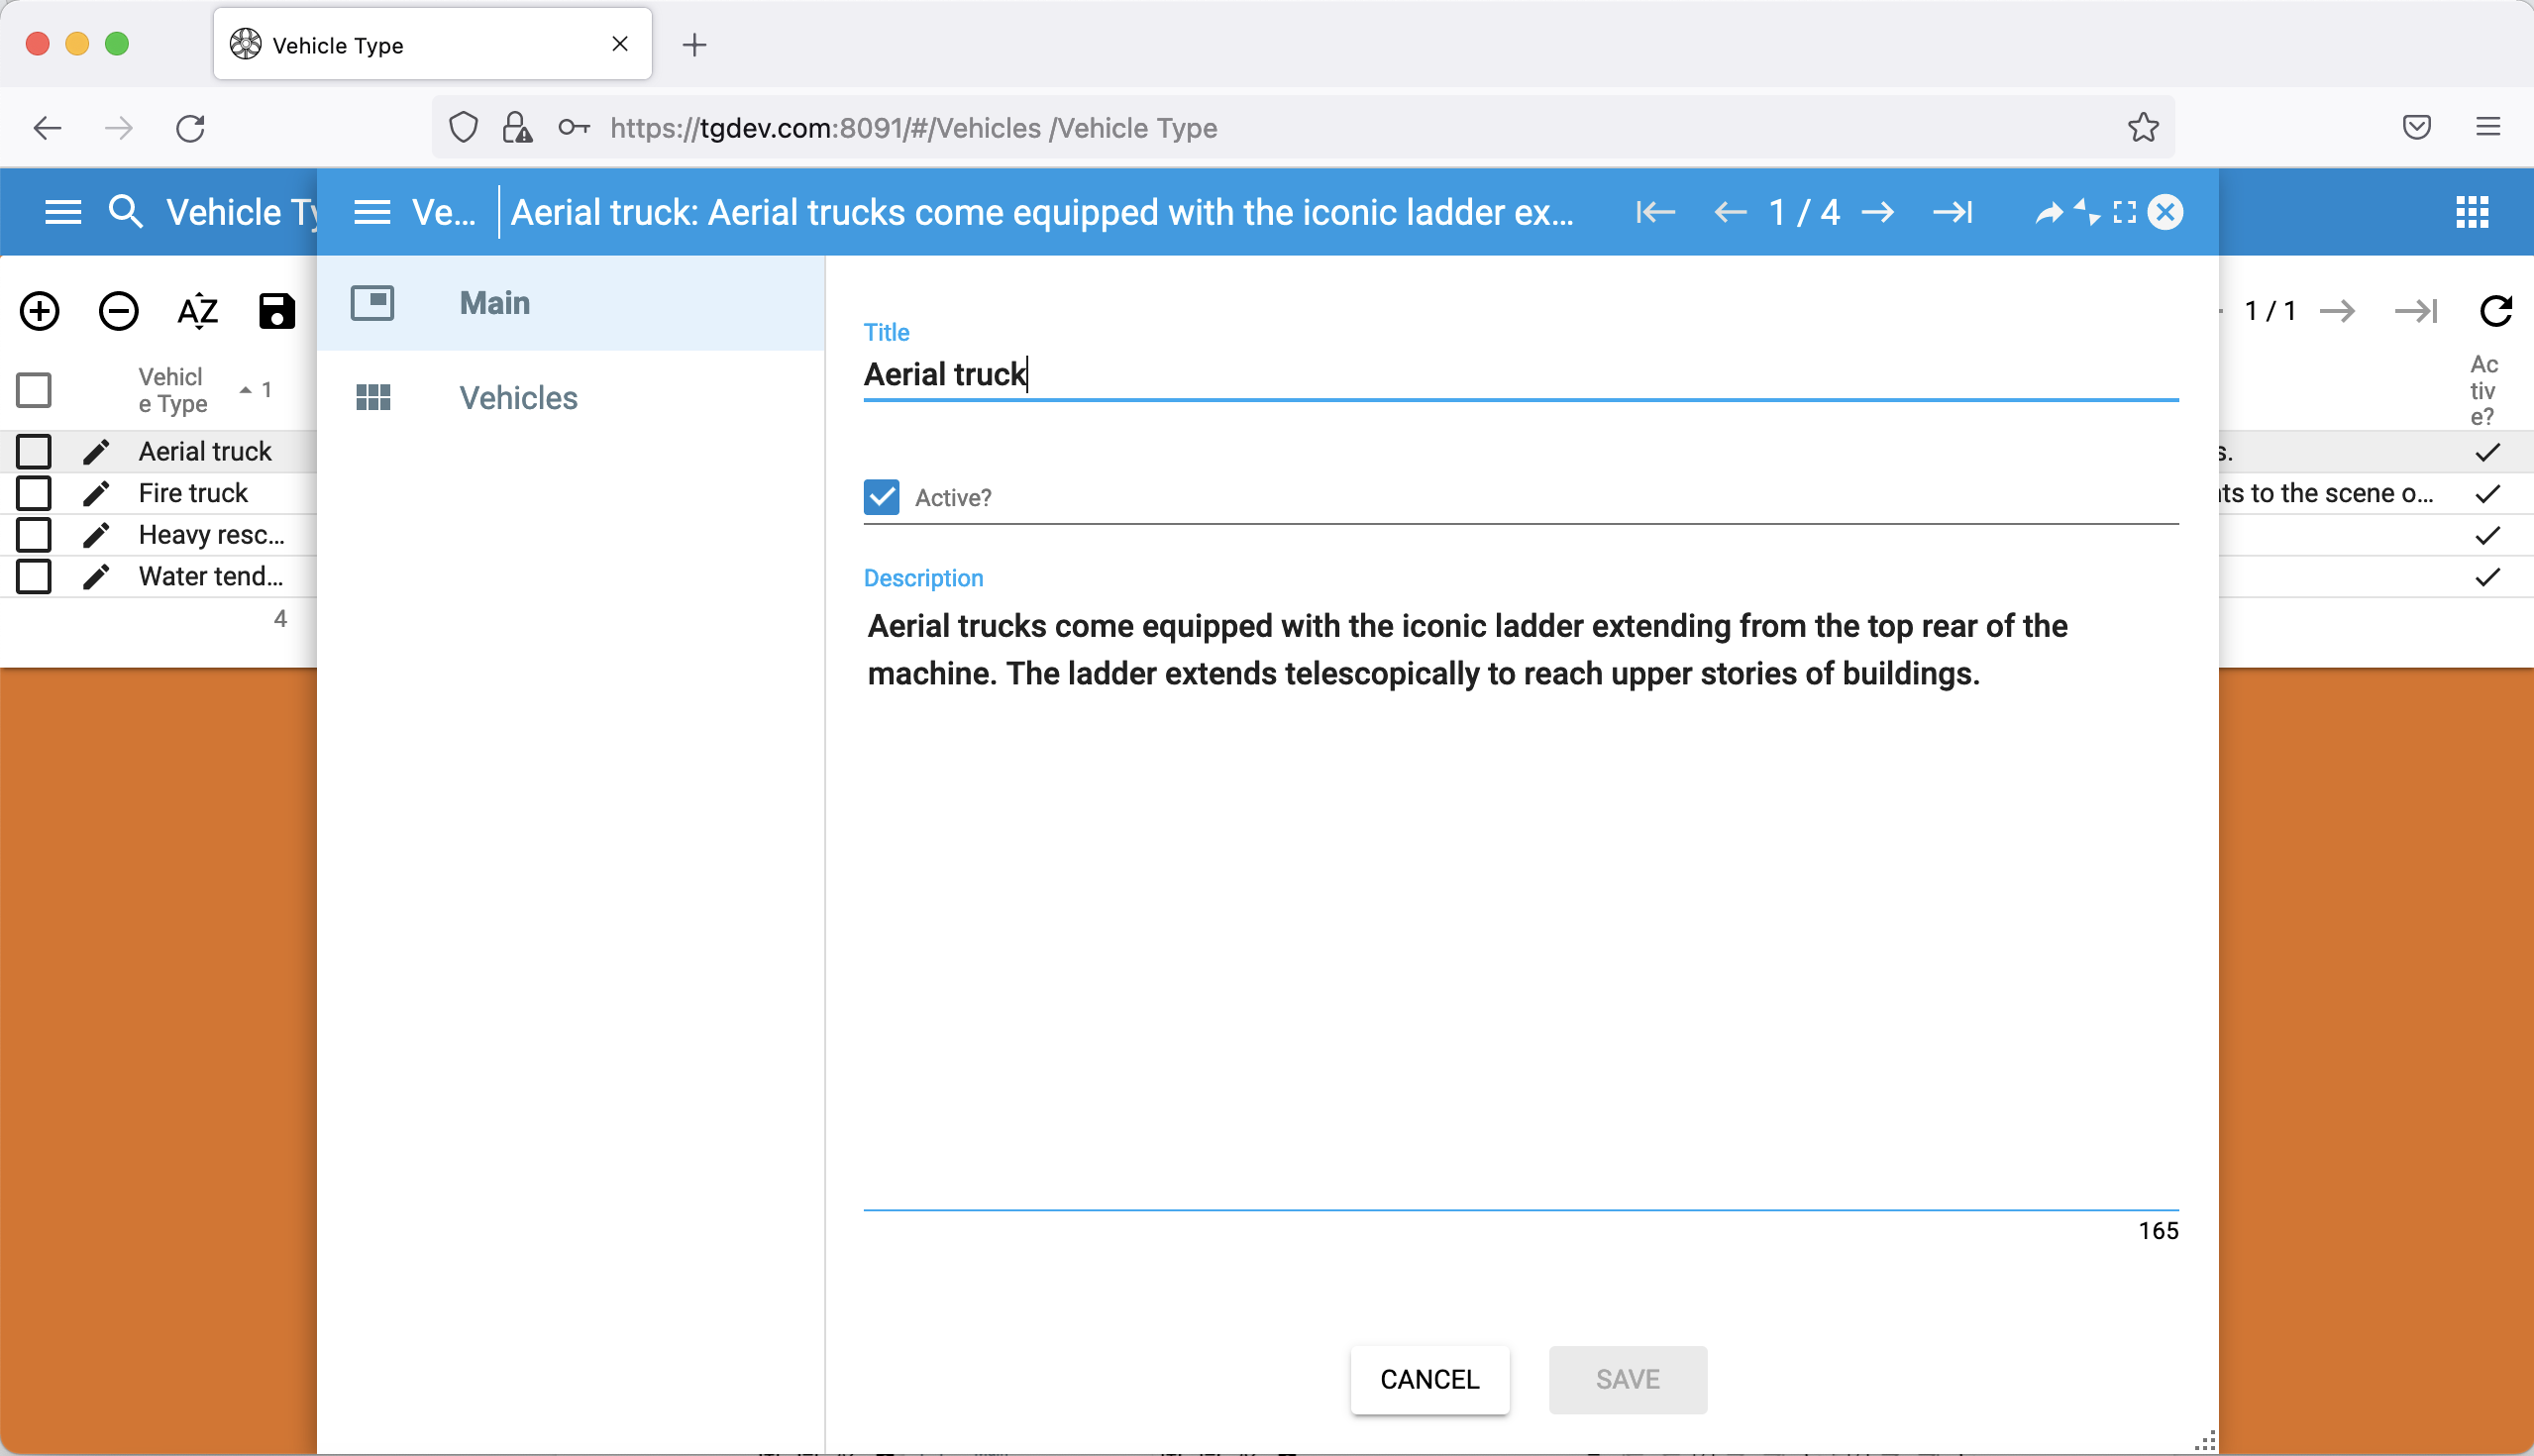 Vehicle Type
https://tgdev.com:8091/#/Vehicles /Vehicle Type
Vehicle Ty
Ve...
Aerial truck: Aerial trucks come equipped with the iconic ladder ex...
1 / 4
AZ
1 / 1
Vehicl
e Type
1
Ac
tiv
e?
Aerial truck
s.
Fire truck
nts to the scene o...
Heavy resc...
Water tend...
4
Main
Vehicles
Title
Aerial truck
Active?
Description
Aerial trucks come equipped with the iconic ladder extending from the top rear of the
machine. The ladder extends telescopically to reach upper stories of buildings.
165
CANCEL
SAVE